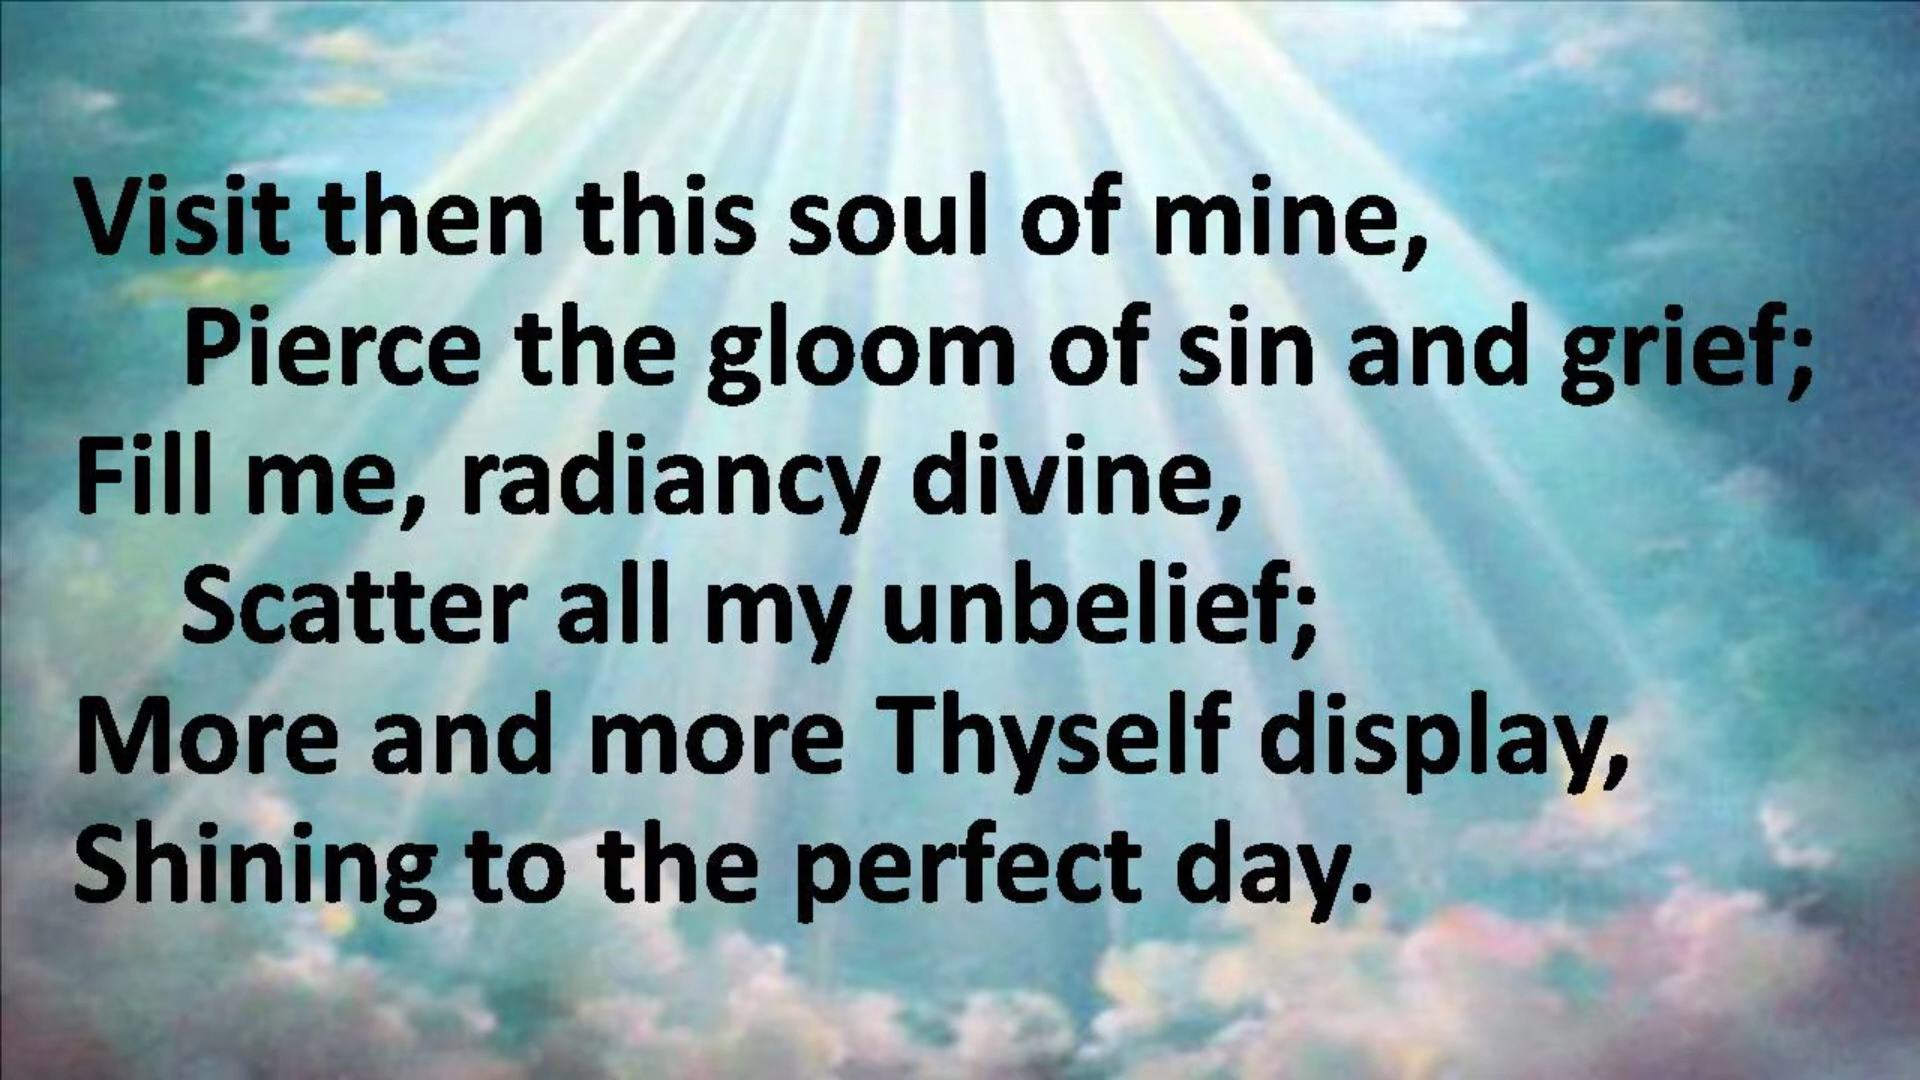 Visit then this soul of mine,
Pierce the gloom of sin and grief;
Fill me, radiancy divine,
Scatter all my unbelief;
More and more Thyself display,
Shining to the perfect day.